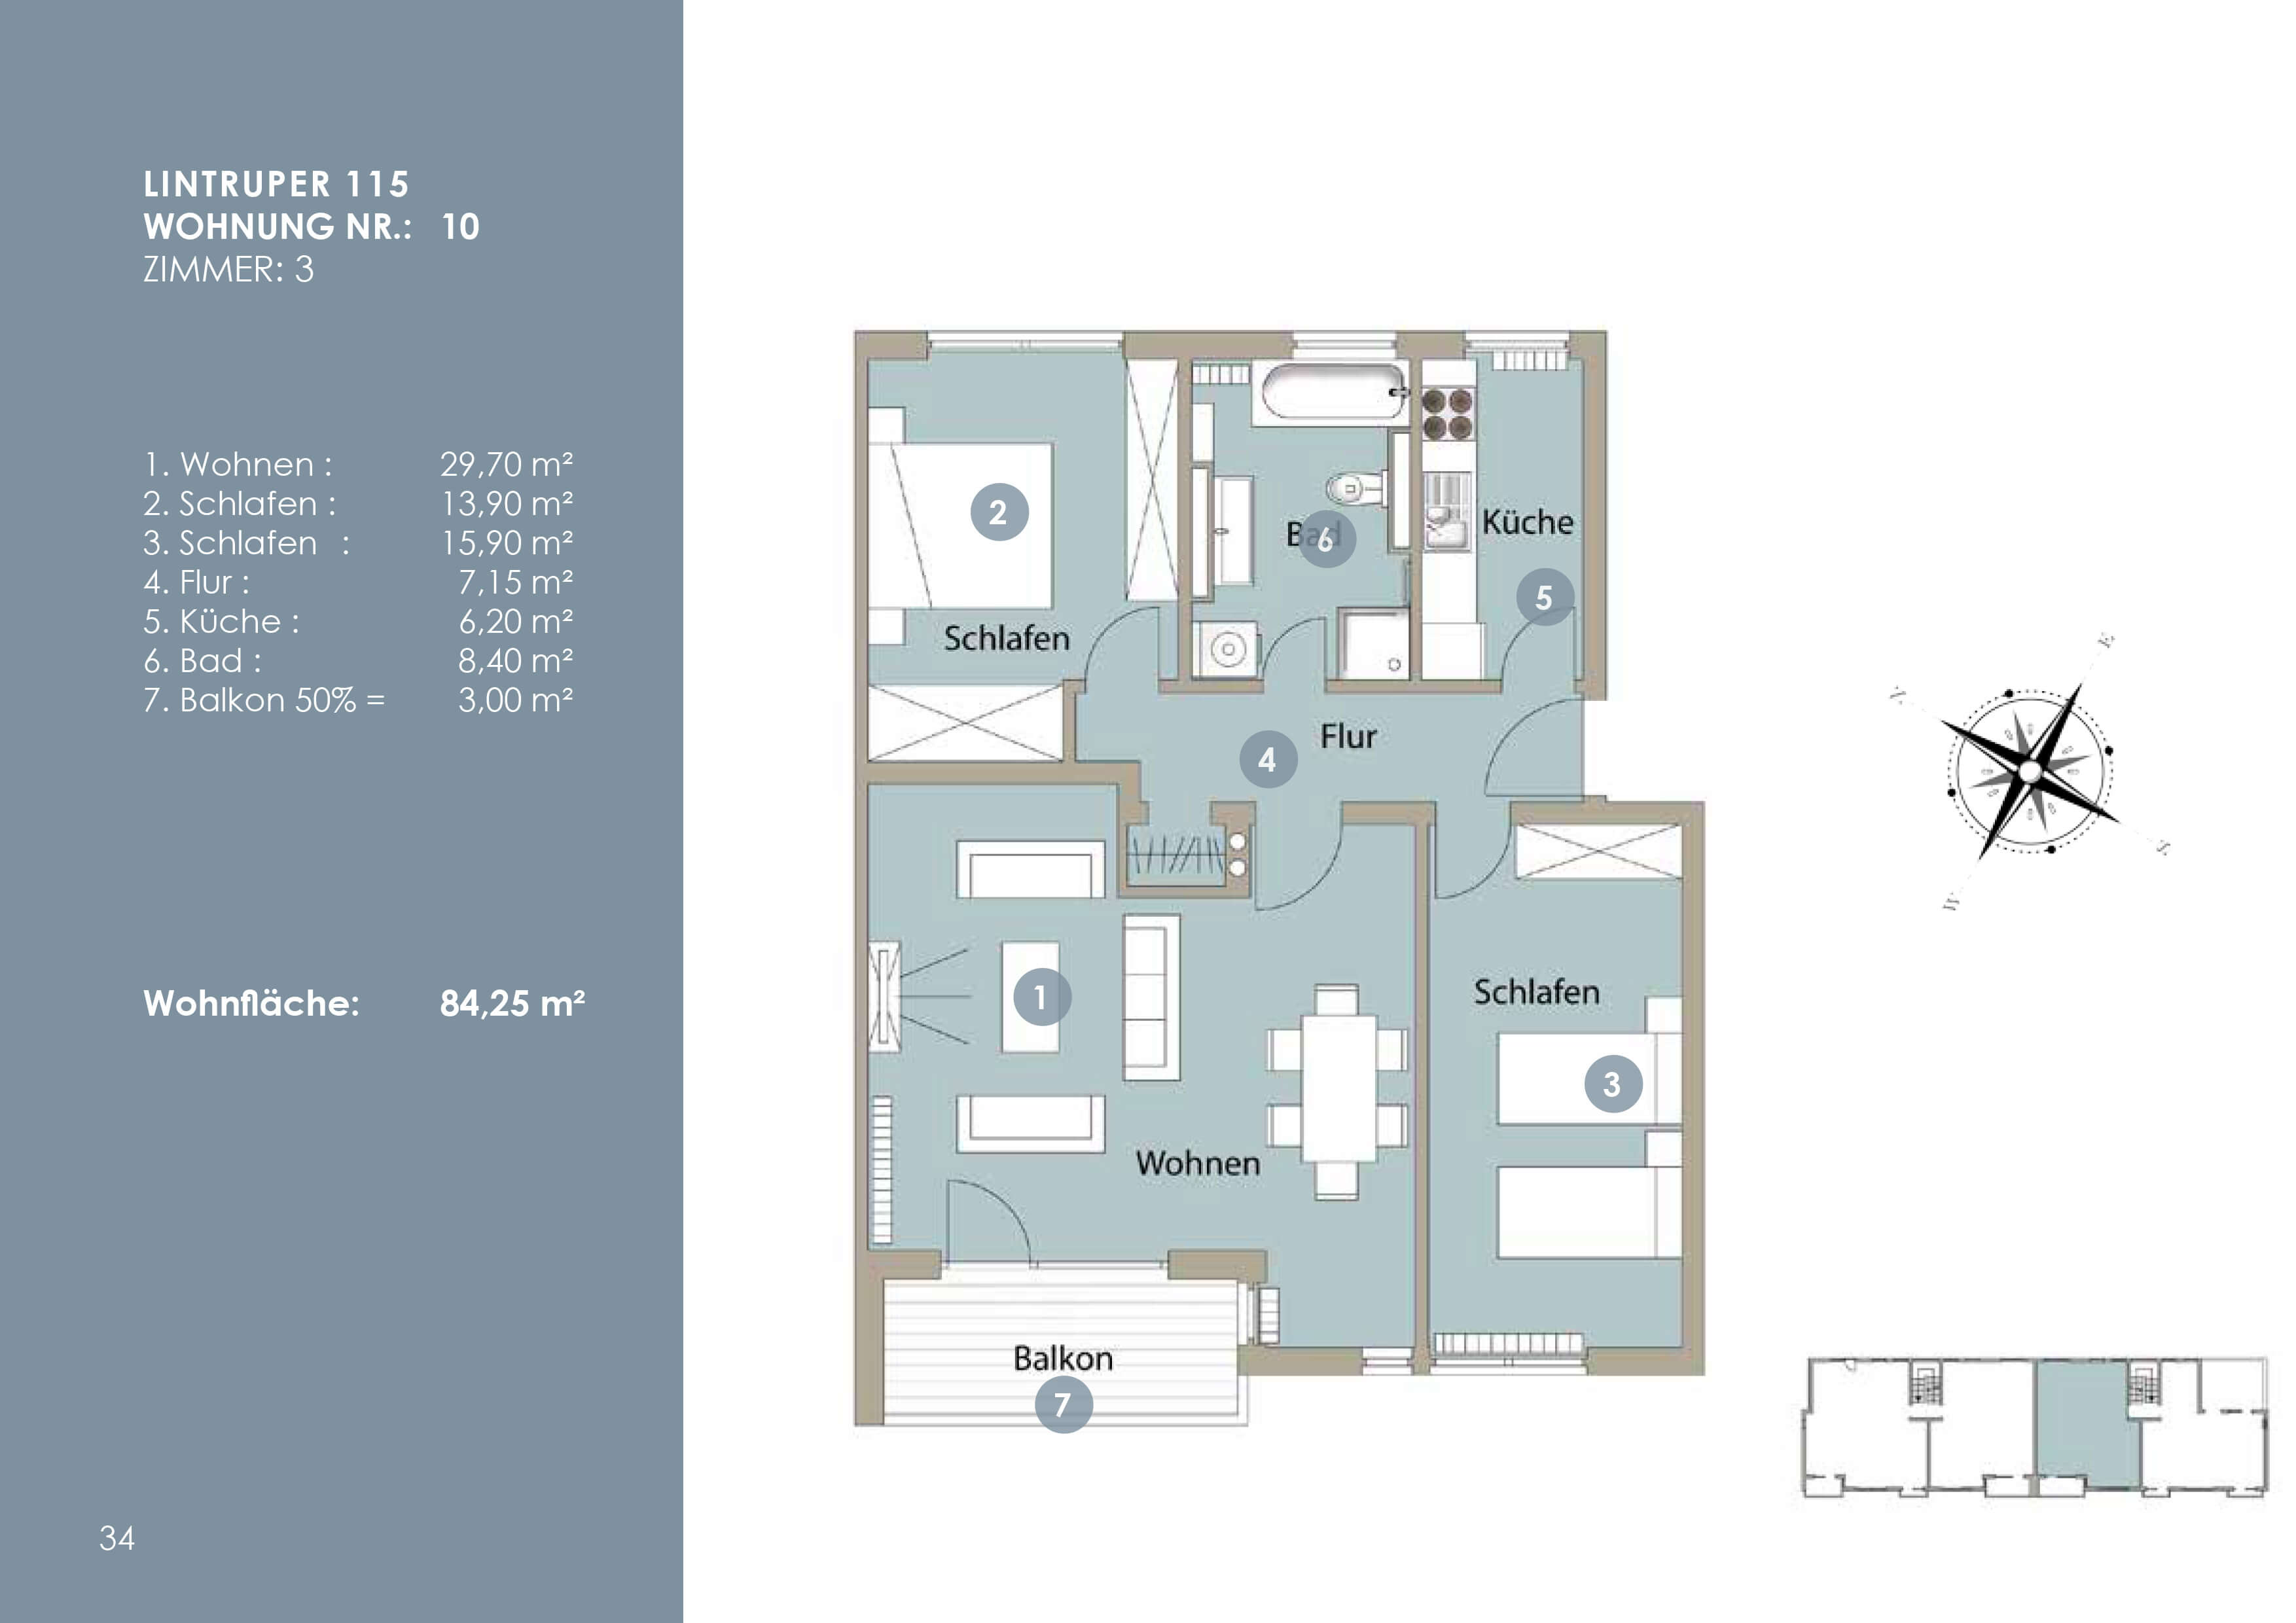 LINTRUPER 115
WOHNUNG NR.: 10
ZIMMER: 3
1. Wohnen : 29,70 m²
2. Schlafen : 13,90 m²
3. Schlafen : 15,90 m²
4. Flur : 7,15 m²
5. Küche : 6,20 m²
6. Bad : 8,40 m²
7. Balkon 50% = 3,00 m²
Wohnfläche: 84,25 m²
34
2
Bad
6
Küche
5
Schlafen
Flur
4
Schlafen
1
3
Wohnen
Balkon
7
N
E
S
W